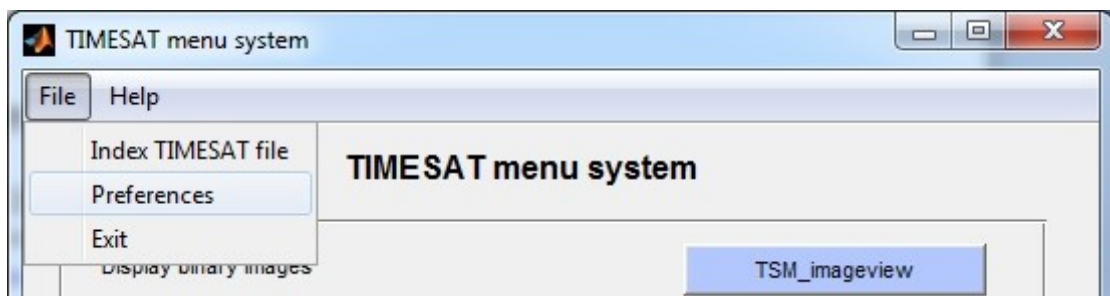 TIMESAT menu system
File Help
Index TIMESAT file
Preferences
Exit
TIMESAT menu system
Display binary images
TSM_imageview